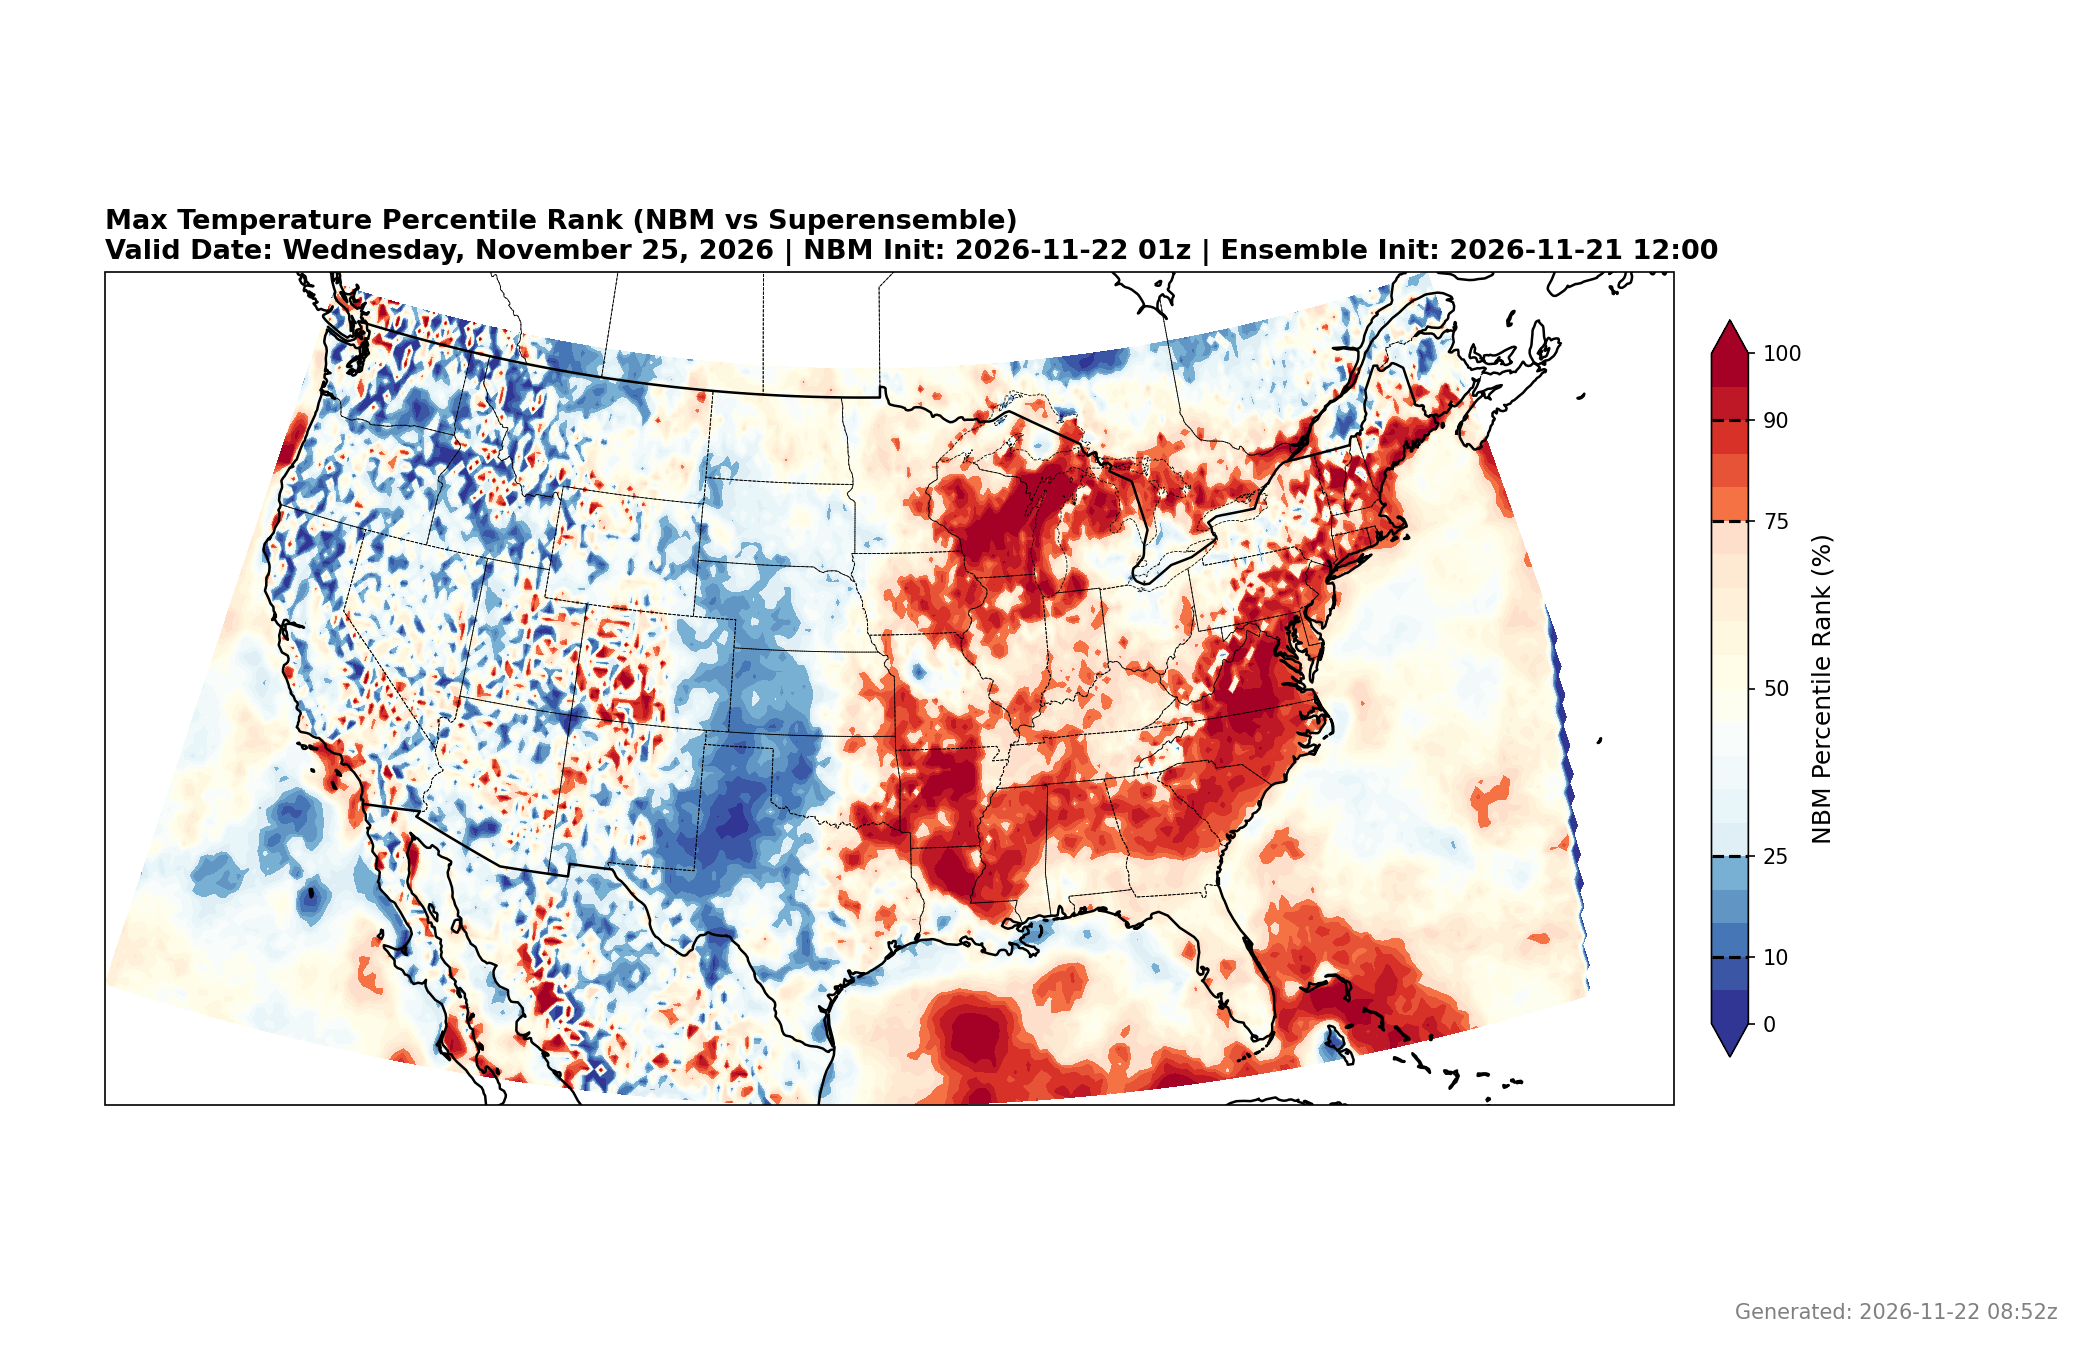 Max Temperature Percentile Rank (NBM vs Superensemble)
Valid Date: Wednesday, November 25, 2026 | NBM Init: 2026-11-22 01z | Ensemble Init: 2026-11-21 12:00
100
90
75
50
25
10
0
NBM Percentile Rank (%)
Generated: 2026-11-22 08:52z